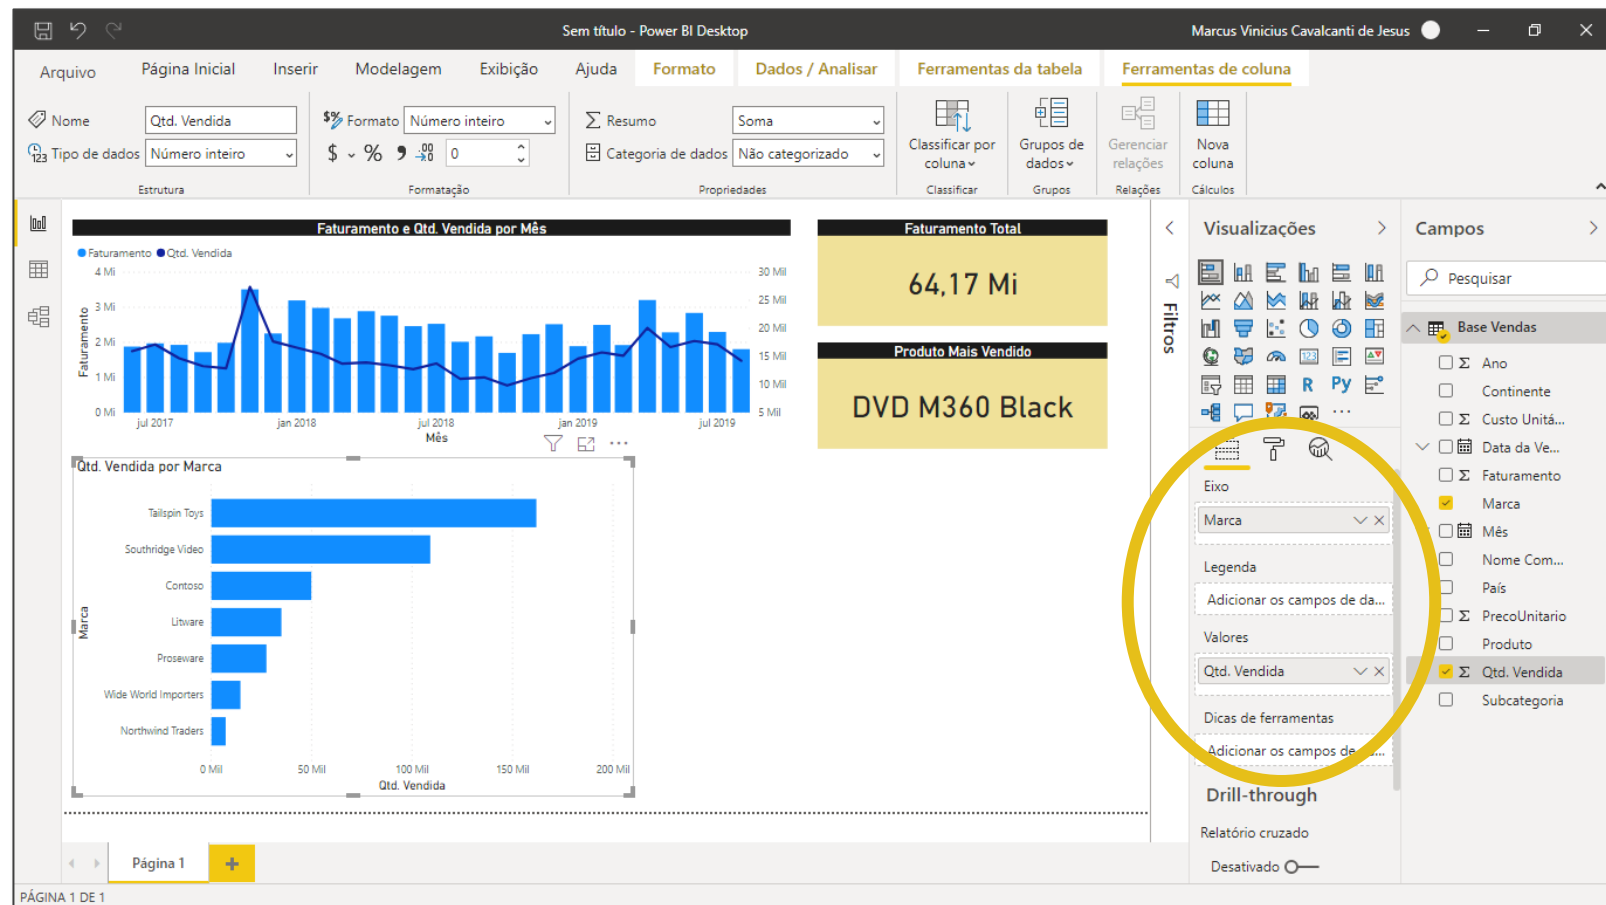 Sem título - Power BI Desktop
Marcus Vinicius Cavalcanti de Jesus
Arquivo
Página Inicial
Inserir
Modelagem
Exibição
Ajuda
Formato
Dados / Analisar
Ferramentas da tabela
Ferramentas de coluna
Nome
Qtd. Vendida
Tipo de dados
Número inteiro
Estrutura
Formato
Número inteiro
$
%
0
Formatação
Resumo
Soma
Categoria de dados
Não categorizado
Propriedades
Classificar por
coluna
Classificar
Grupos de
dados
Grupos
Gerenciar
relações
Relações
Nova
coluna
Cálculos
Faturamento e Qtd. Vendida por Mês
Faturamento
Qtd. Vendida
4 Mi
3 Mi
2 Mi
1 Mi
0 Mi
Faturamento
30 Mil
25 Mil
20 Mil
15 Mil
10 Mil
5 Mil
jul 2017
jan 2018
jul 2018
jan 2019
jul 2019
Mês
Faturamento Total
64,17 Mi
Produto Mais Vendido
DVD M360 Black
Qtd. Vendida por Marca
Marca
Tailspin Toys
Southridge Video
Contoso
Litware
Proseware
Wide World Importers
Northwind Traders
0 Mil
50 Mil
100 Mil
150 Mil
200 Mil
Qtd. Vendida
Filtros
Visualizações
123
R
Py
Eixo
Marca
Legenda
Adicionar os campos de da...
Valores
Qtd. Vendida
Dicas de ferramentas
Adicionar os campos de
Drill-through
Relatório cruzado
Desativado
Campos
Pesquisar
Base Vendas
Ano
Continente
Custo Unitá...
Data da Ve...
Faturamento
Marca
Mês
Nome Com...
País
PrecoUnitario
Produto
Qtd. Vendida
Subcategoria
Página 1
PÁGINA 1 DE 1